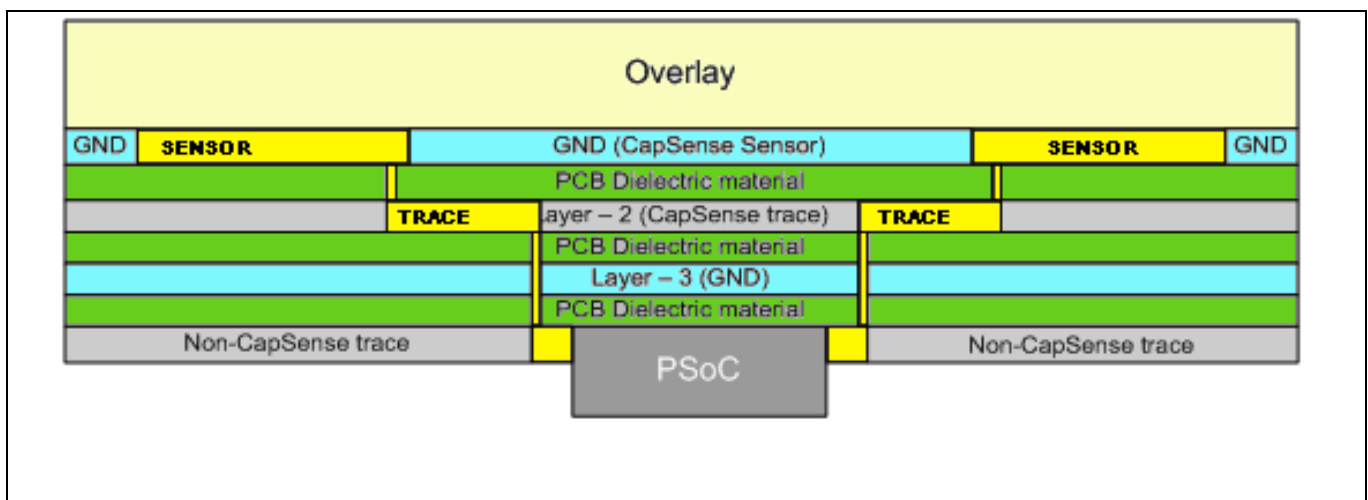 Overlay
GND SENSOR GND (CapSense Sensor) SENSOR GND
PCB Dielectric material
TRACE ayer – 2 (CapSense trace) TRACE
PCB Dielectric material
Layer – 3 (GND)
PCB Dielectric material
Non-CapSense trace Non-CapSense trace
PSoC